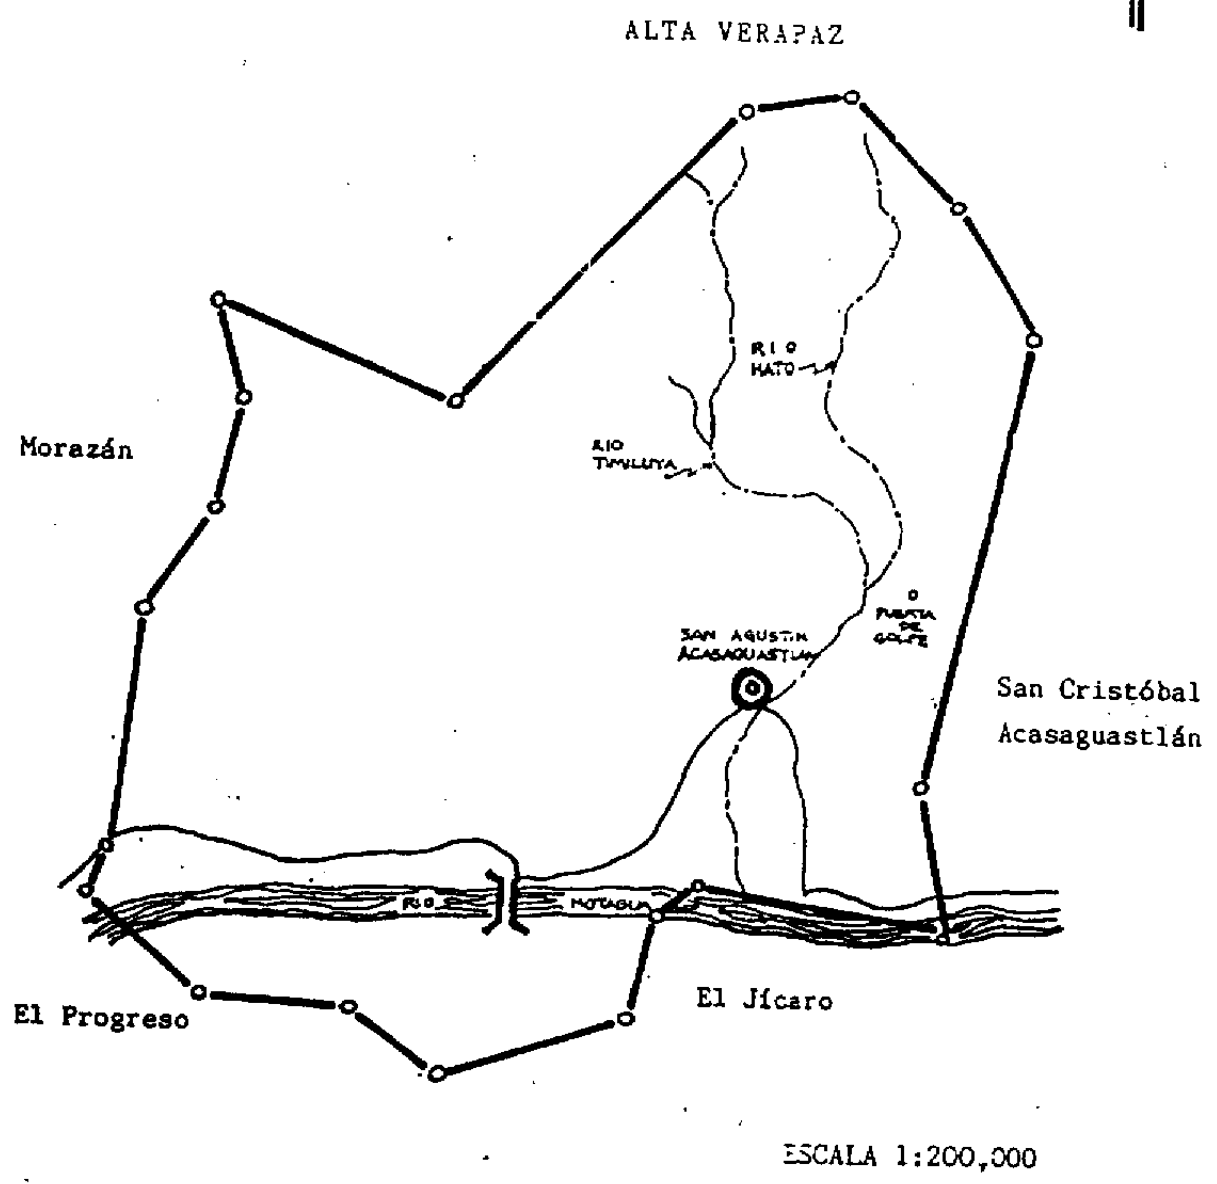 ALTA VERAPAZ
RIO
HATO
Morazán
RIO
TIMILUYA
PUERTA
DE
GOLPE
SAN AGUSTIN
ACASAGUASTLAN
San Cristóbal
Acasaguastlán
RIO MOTAGUA
El Jícaro
El Progreso
ESCALA 1:200,000